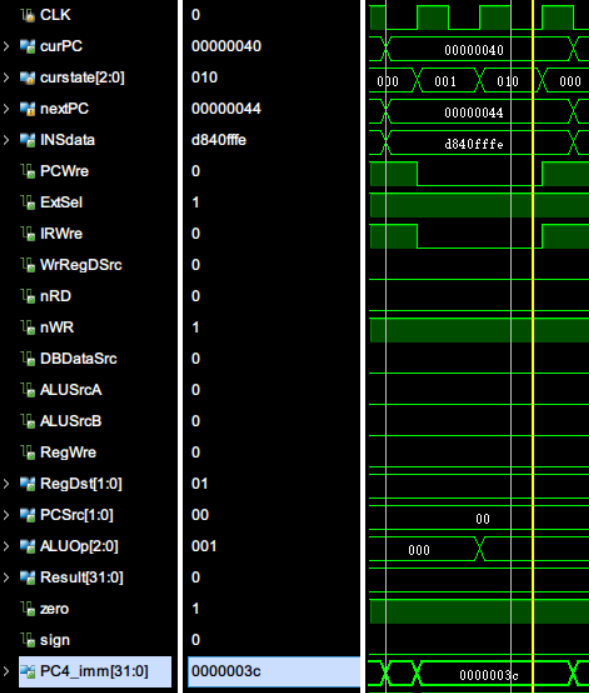 CLK 0
curPC 00000040 00000040
curstate[2:0] 010 000 001 010 000
nextPC 00000044 00000044
INSdata d840fffe d840fffe
PCWre 0
ExtSel 1
IRWre 0
WrRegDSrc 0
nRD 0
nWR 1
DBDataSrc 0
ALUSrcA 0
ALUSrcB 0
RegWre 0
RegDst[1:0] 01
PCSrc[1:0] 00 00
ALUOp[2:0] 001 000
Result[31:0] 0
zero 1
sign 0
PC4_imm[31:0] 0000003c 0000003c